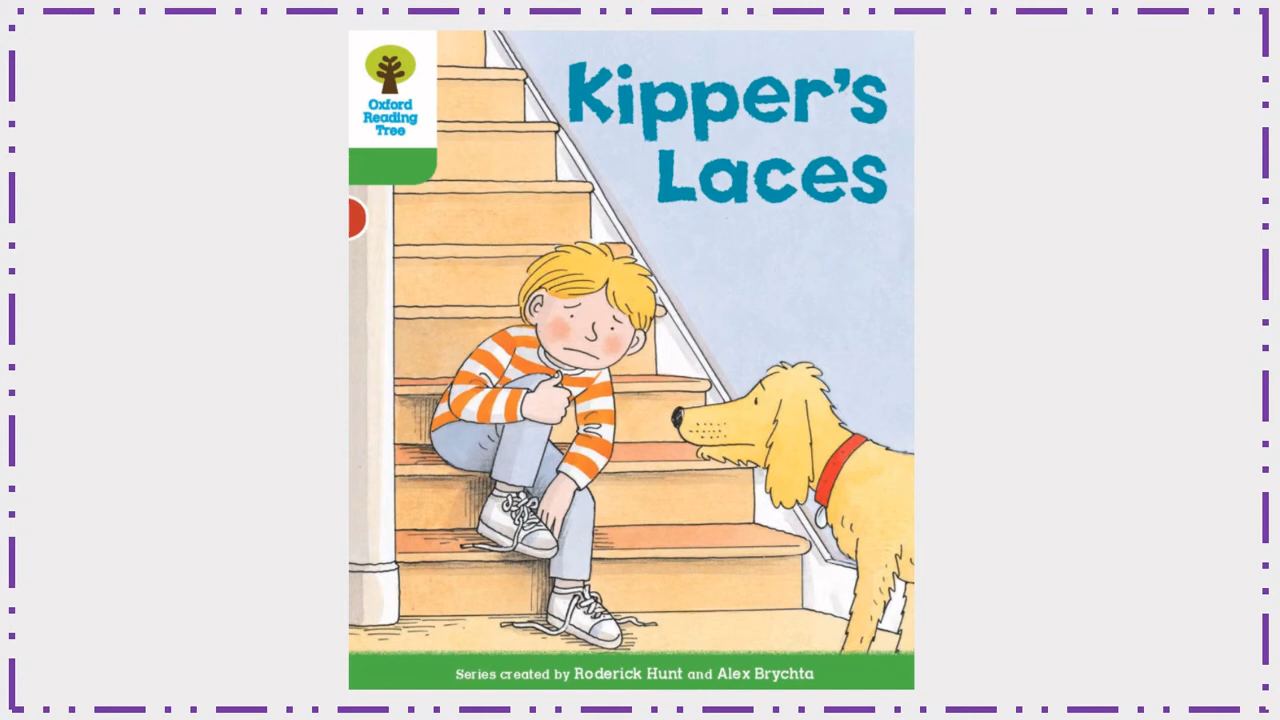 Oxford
Reading
Tree
Kipper's
Laces
Series created by Roderick Hunt and Alex Brychta